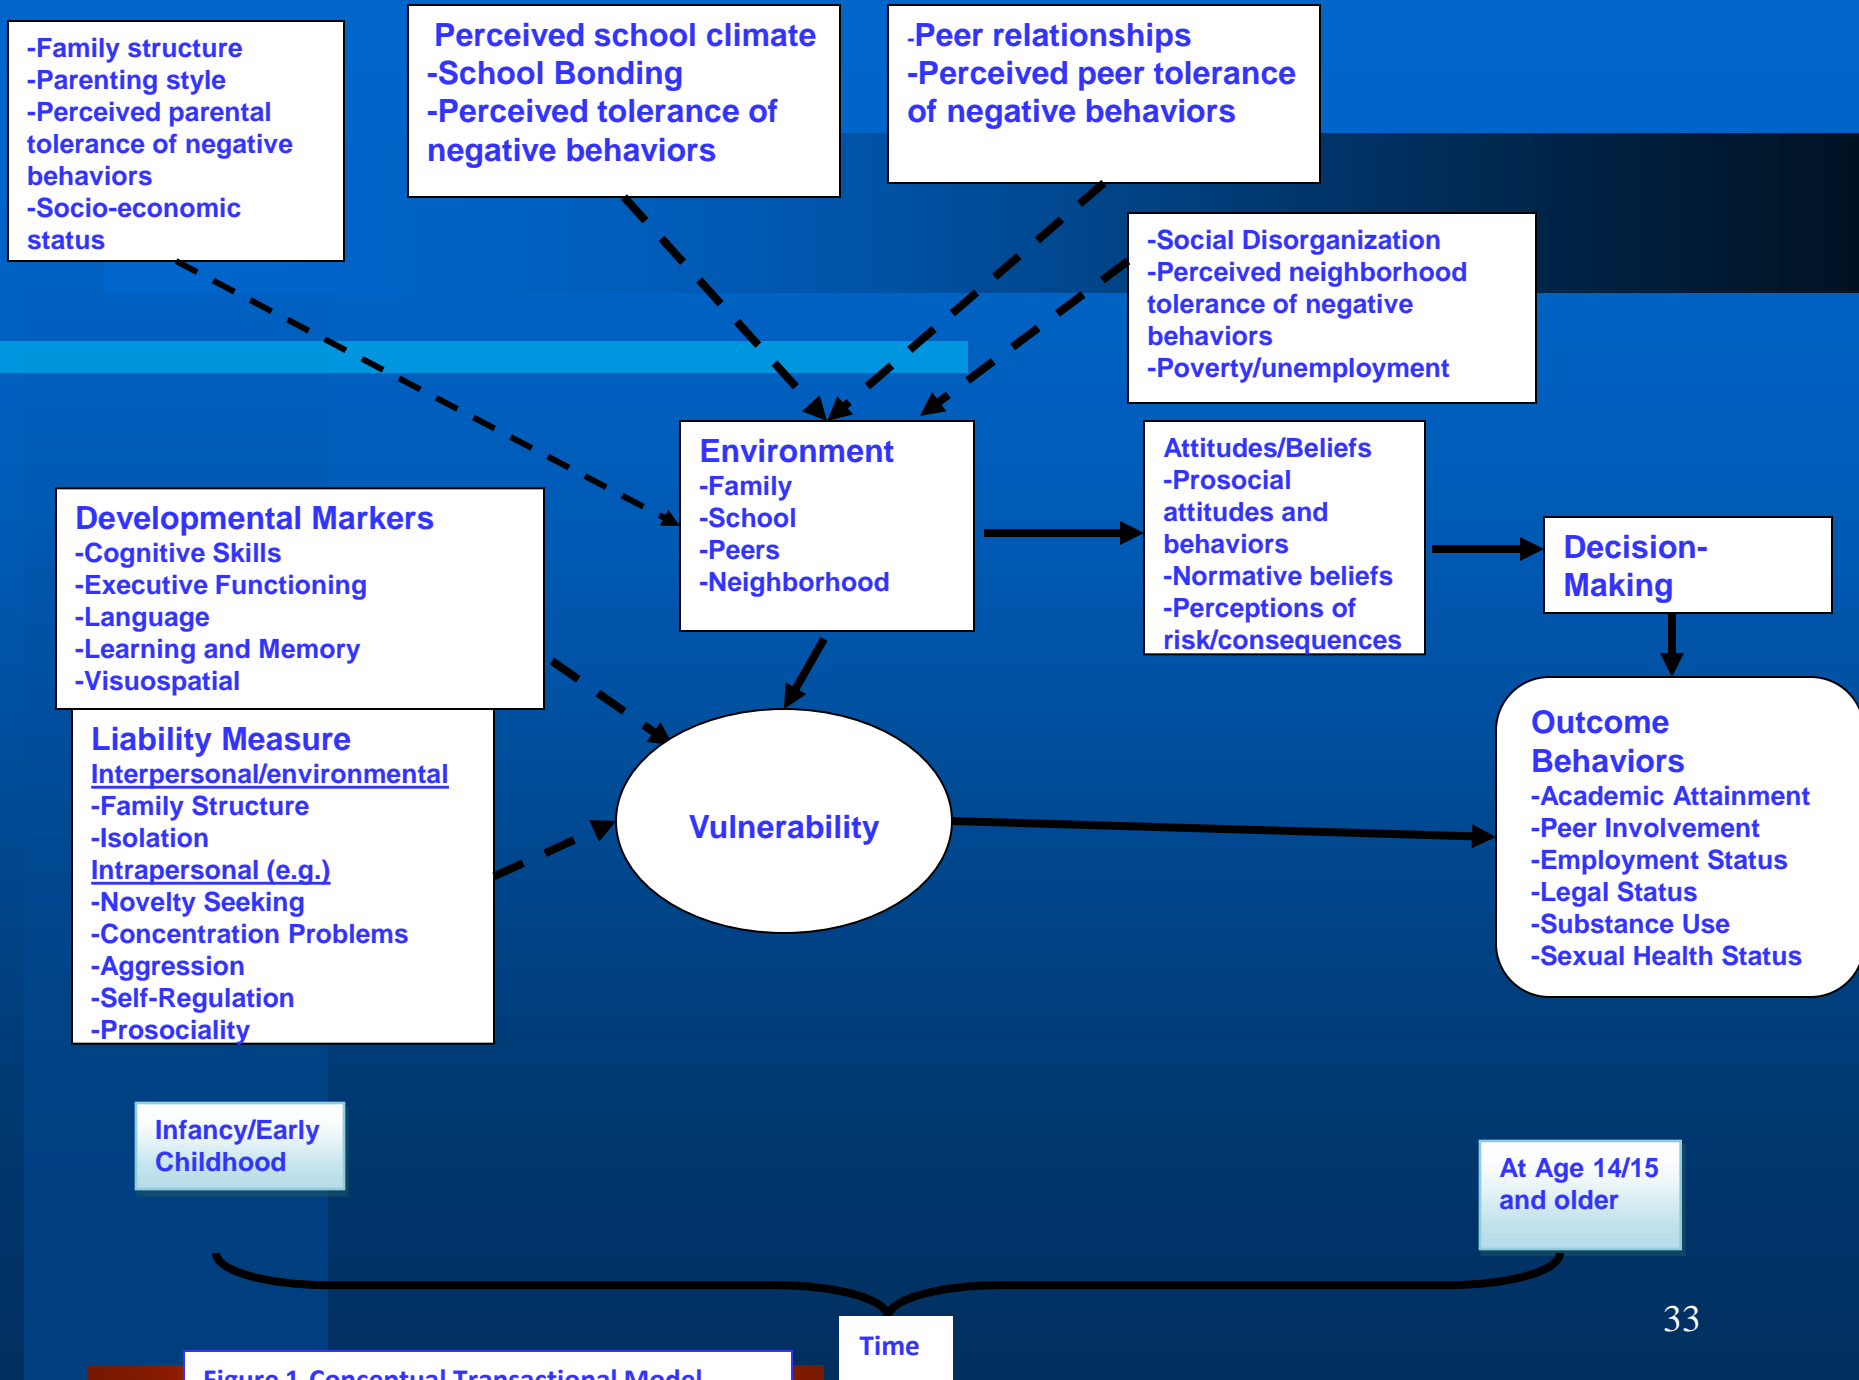 -Family structure
-Parenting style
-Perceived parental
tolerance of negative
behaviors
-Socio-economic
status
Perceived school climate
-School Bonding
-Perceived tolerance of
negative behaviors
-Peer relationships
-Perceived peer tolerance
of negative behaviors
-Social Disorganization
-Perceived neighborhood
tolerance of negative
behaviors
-Poverty/unemployment
Environment
-Family
-School
-Peers
-Neighborhood
Attitudes/Beliefs
-Prosocial
attitudes and
behaviors
-Normative beliefs
-Perceptions of
risk/consequences
Decision-
Making
Developmental Markers
-Cognitive Skills
-Executive Functioning
-Language
-Learning and Memory
-Visuospatial
Liability Measure
Interpersonal/environmental
-Family Structure
-Isolation
Intrapersonal (e.g.)
-Novelty Seeking
-Concentration Problems
-Aggression
-Self-Regulation
-Prosociality
Vulnerability
Outcome
Behaviors
-Academic Attainment
-Peer Involvement
-Employment Status
-Legal Status
-Substance Use
-Sexual Health Status
Infancy/Early
Childhood
At Age 14/15
and older
Time
33
Figure 1 Conceptual Transactional Model